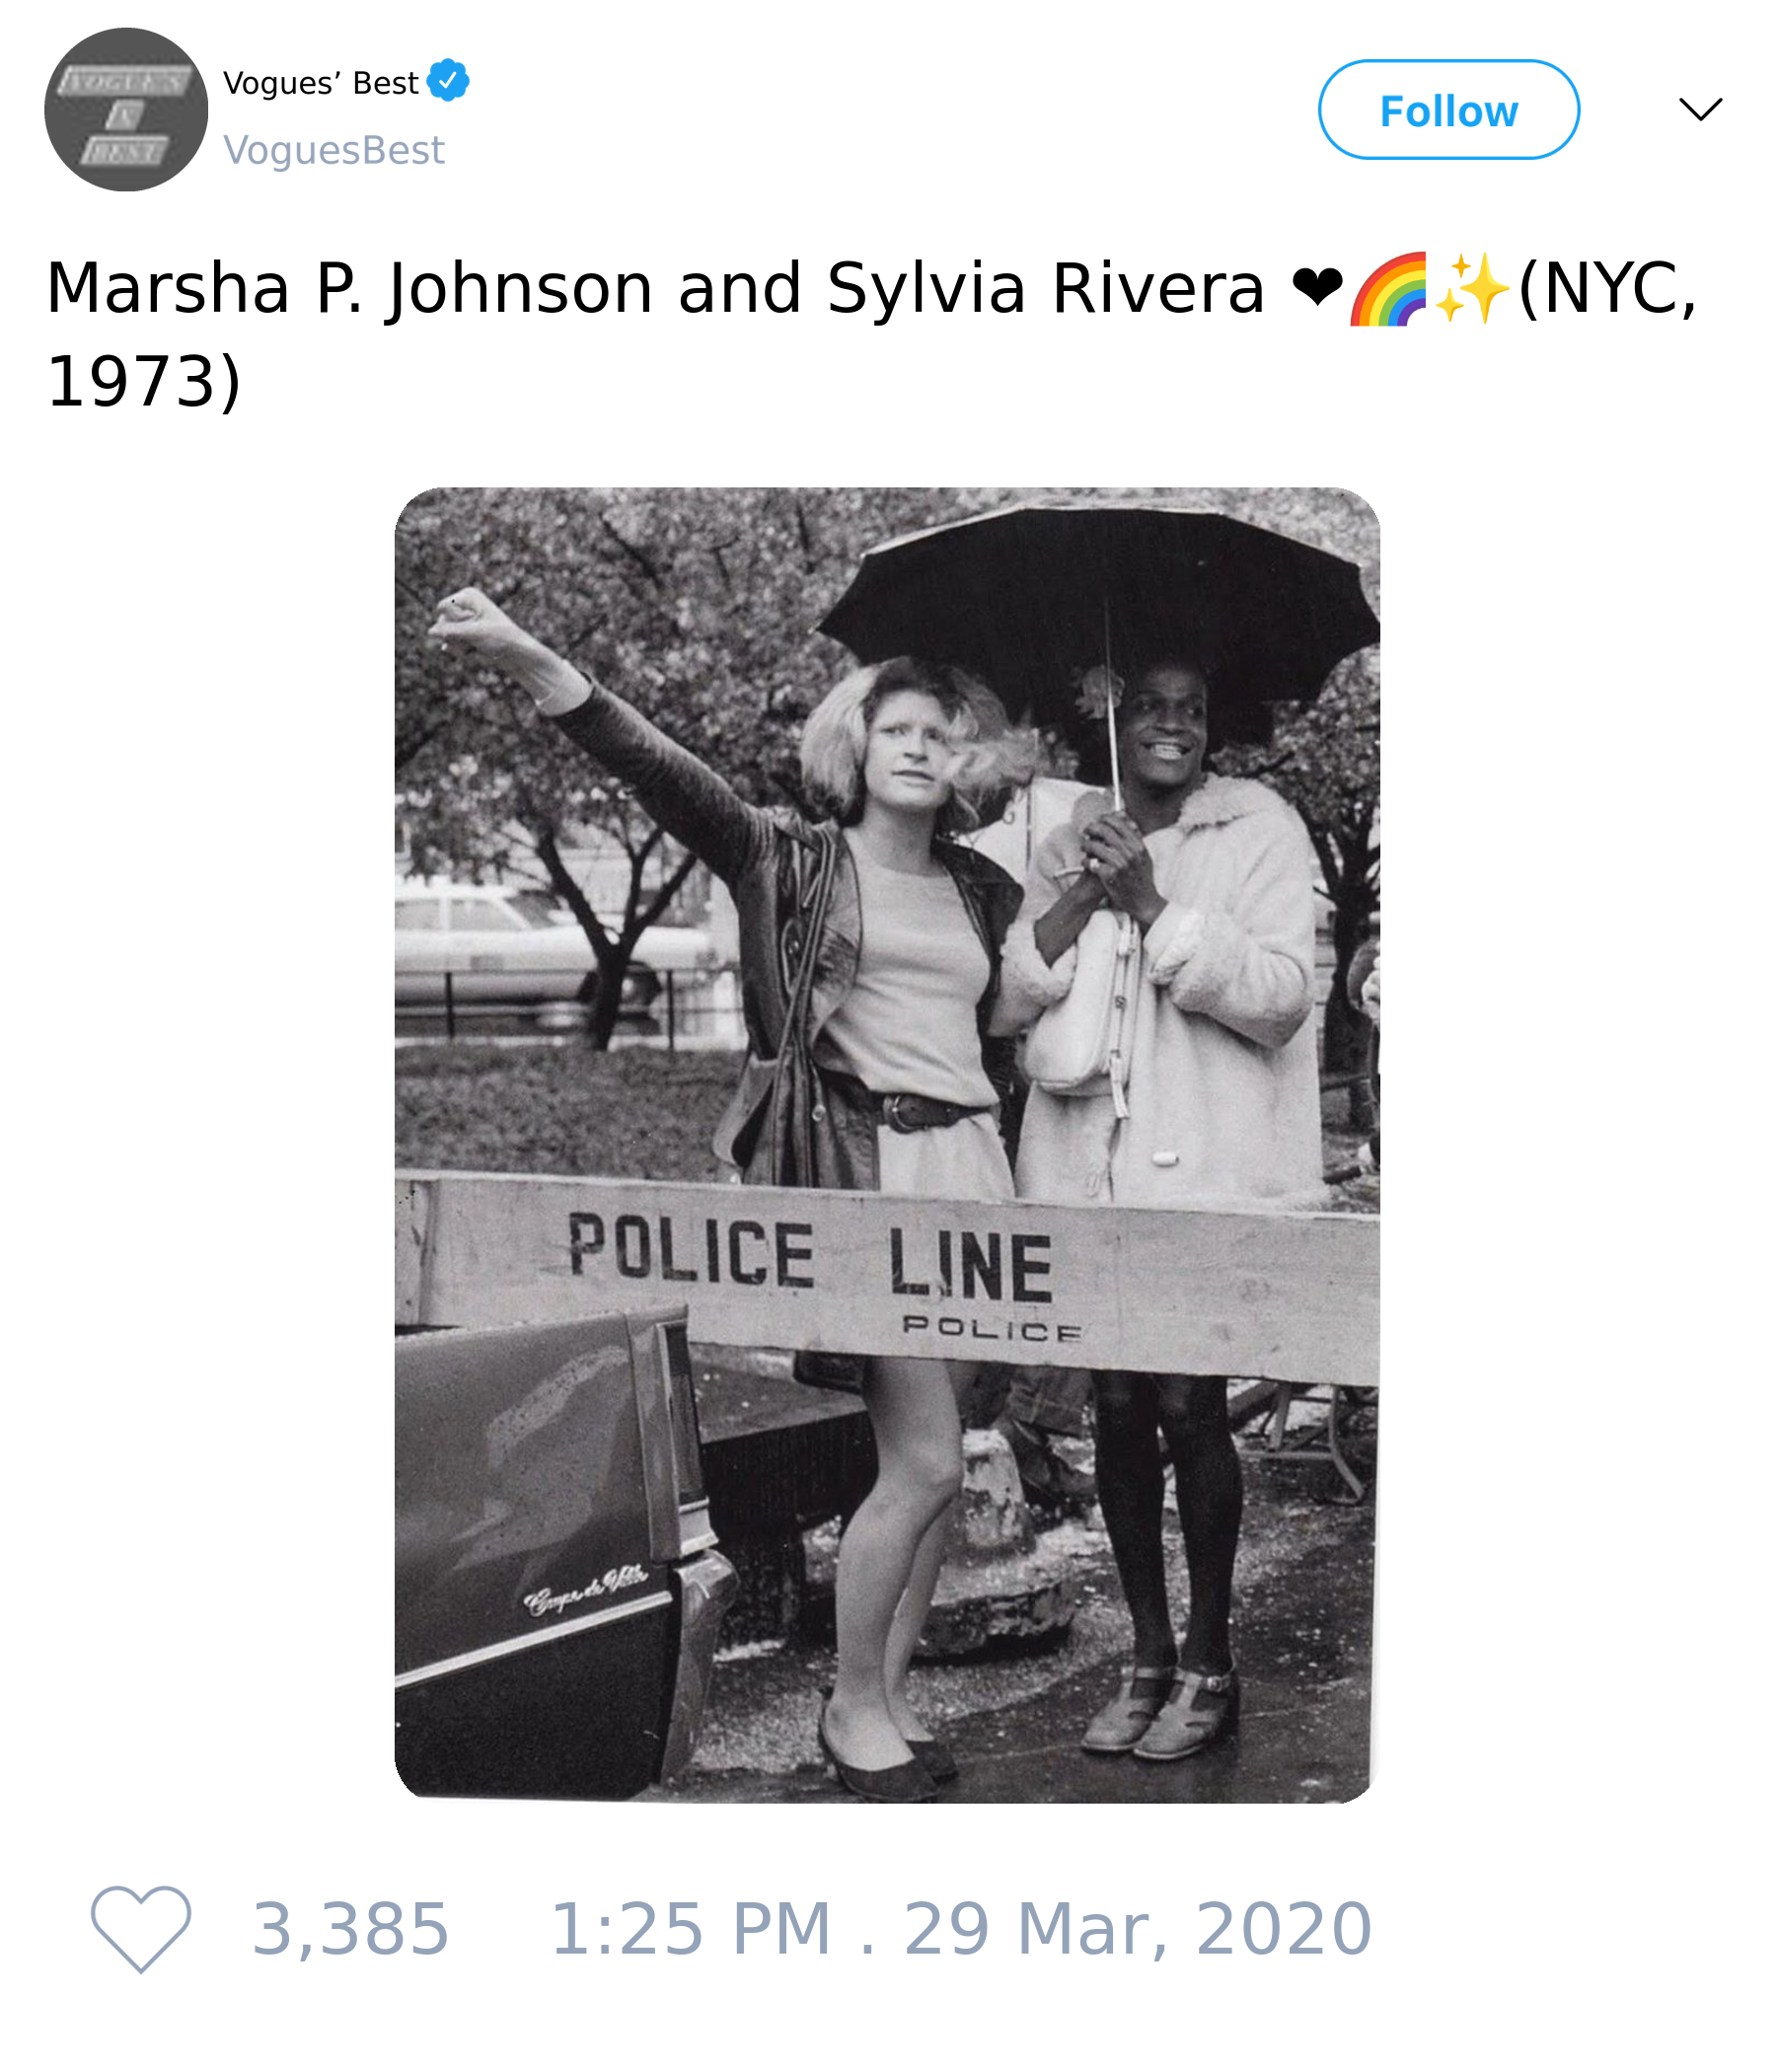 VOGUE'S
Vogues’ Best
BEST
VoguesBest
Follow
Marsha P. Johnson and Sylvia Rivera ❤🌈✨(NYC,
1973)
POLICE LINE
POLICE
Coupe de Ville
3,385 1:25 PM . 29 Mar, 2020